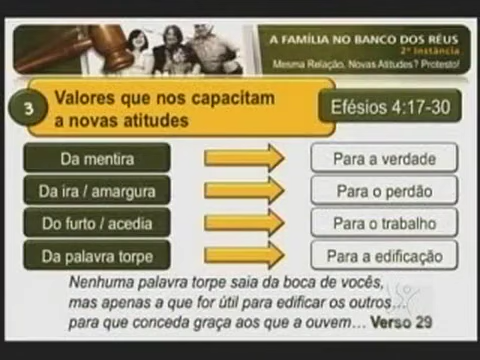 A FAMÍLIA NO BANCO DOS RÉUS
2ª Instância
Mesma Relação, Novas Atitudes? Protesto!
3
Valores que nos capacitam
a novas atitudes
Efésios 4:17-30
Da mentira
Para a verdade
Da ira / amargura
Para o perdão
Do furto / acedia
Para o trabalho
Da palavra torpe
Para a edificação
Nenhuma palavra torpe saia da boca de vocês,
mas apenas a que for útil para edificar os outros...
para que conceda graça aos que a ouvem... Verso 29